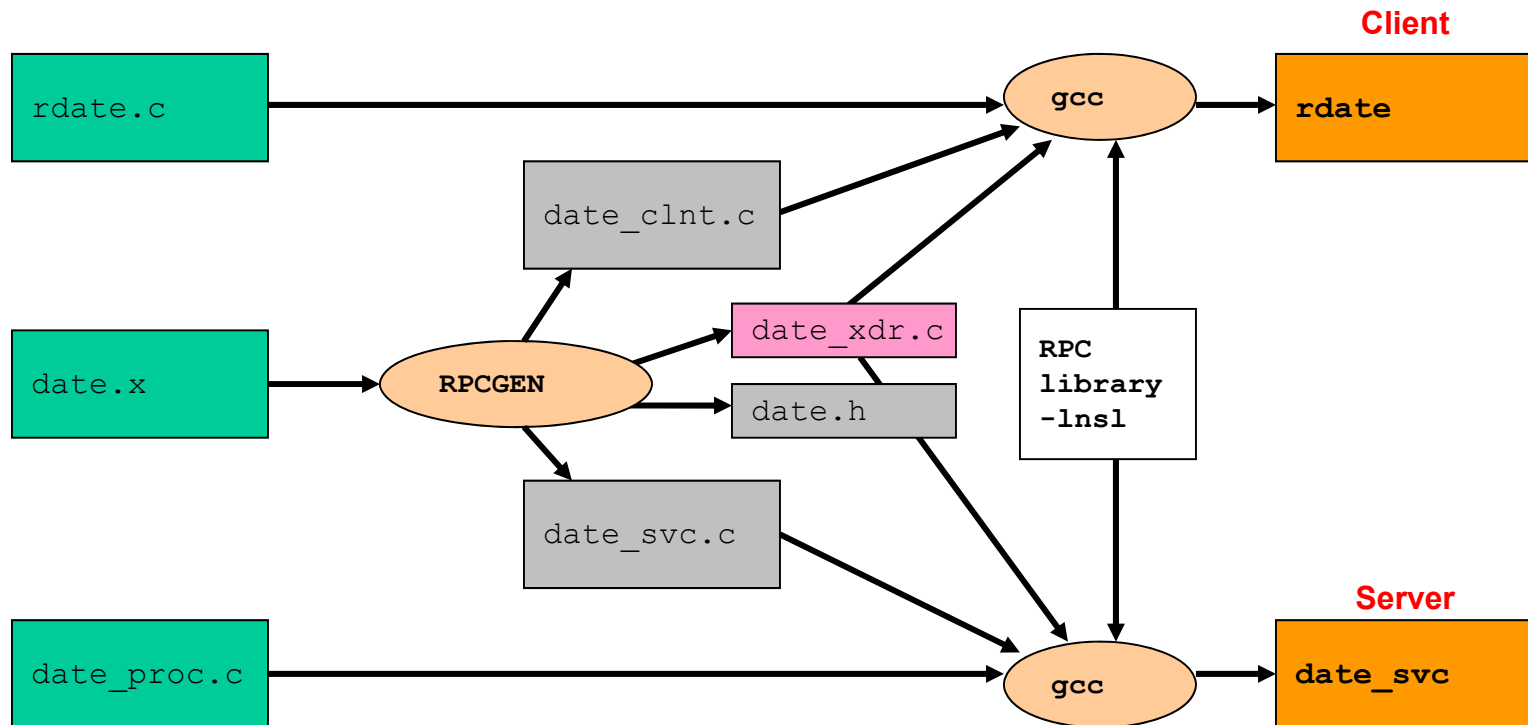 Client
rdate.c
gcc
rdate
date_clnt.c
date_xdr.c
RPC
library
-lnsl
date.x
RPCGEN
date.h
date_svc.c
Server
date_proc.c
gcc
date_svc